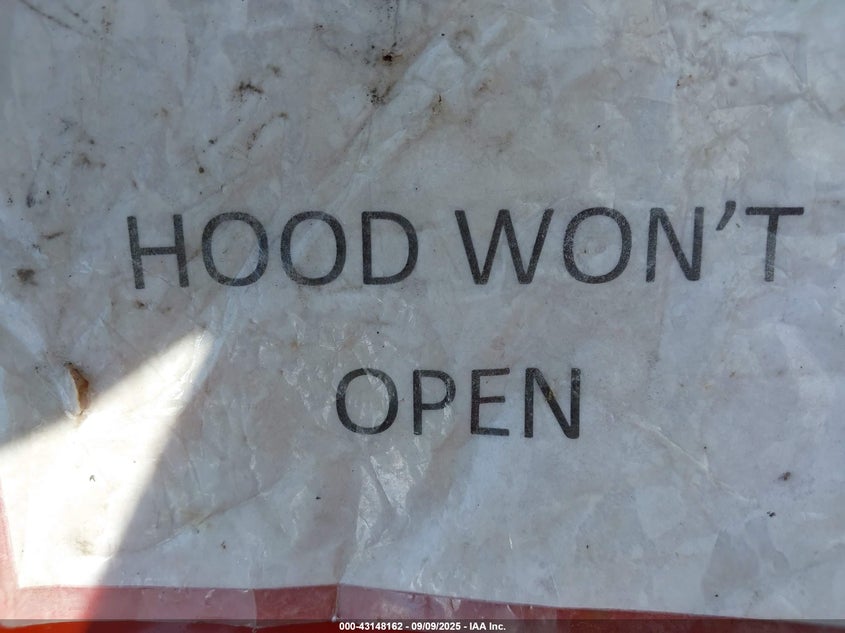 HOOD WON’T
OPEN
000-43148162 - 09/09/2025 - IAA Inc.